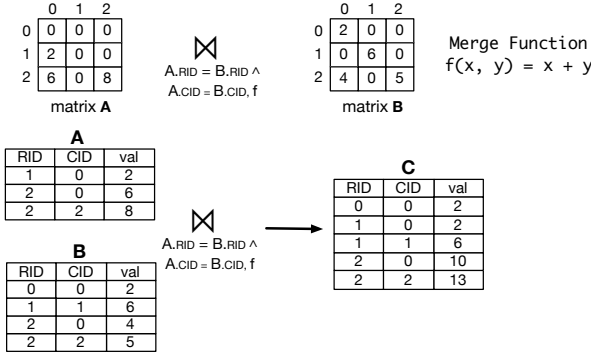 0 1 2
0 0 0 0
1 2 0 0
2 6 0 8
matrix A
⋈
A.RID = B.RID ∧
A.CID = B.CID, f
0 1 2
0 2 0 0
1 0 6 0
2 4 0 5
matrix B
Merge Function
f(x, y) = x + y
A
RID CID val
1 0 2
2 0 6
2 2 8
B
RID CID val
0 0 2
1 1 6
2 0 4
2 2 5
⋈
A.RID = B.RID ∧
A.CID = B.CID, f
C
RID CID val
0 0 2
1 0 2
1 1 6
2 0 10
2 2 13